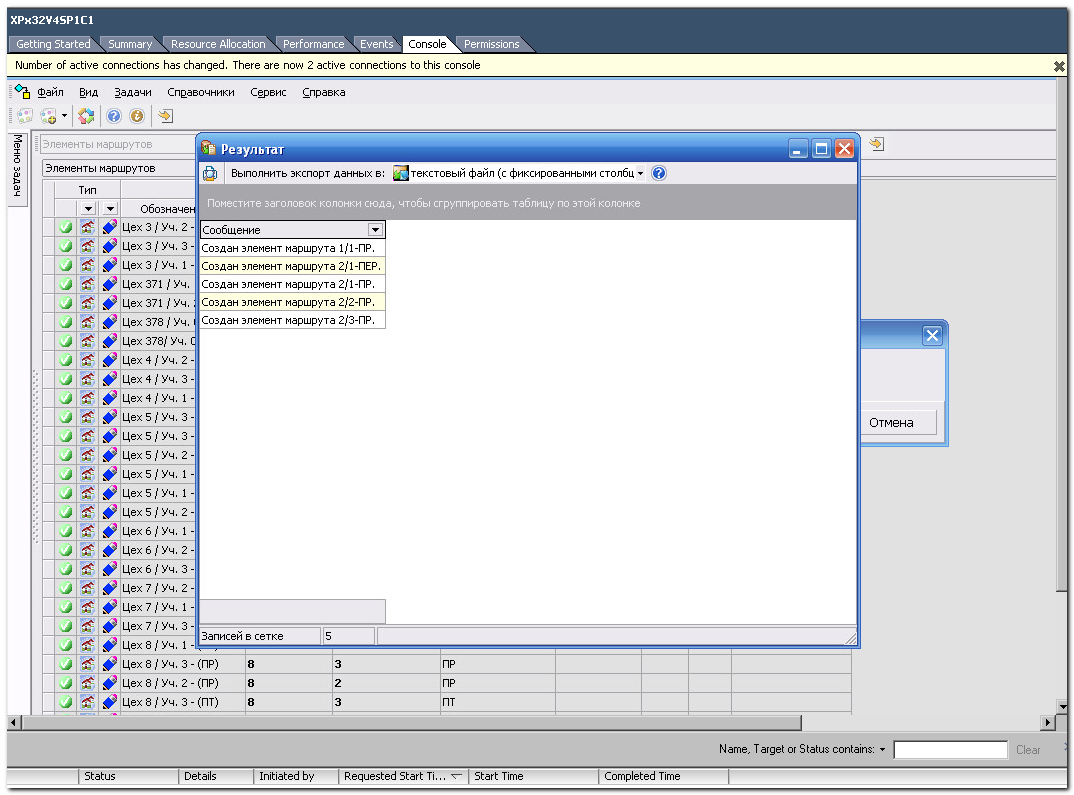 XPx32V4SP1C1
Getting Started Summary Resource Allocation Performance Events Console Permissions
Number of active connections has changed. There are now 2 active connections to this console
Файл Вид Задачи Справочники Сервис Справка
Меню задач
Элементы маршрутов
Элементы маршрутов
Тип
Обозначен
Результат
Выполнить экспорт данных в: текстовый файл (с фиксированными столбц
Поместите заголовок колонки сюда, чтобы сгруппировать таблицу по этой колонке
Сообщение
Создан элемент маршрута 1/1-ПР.
Создан элемент маршрута 2/1-ПЕР.
Создан элемент маршрута 2/1-ПР.
Создан элемент маршрута 2/2-ПР.
Создан элемент маршрута 2/3-ПР.
Записей в сетке 5
Отмена
Цех 3 / Уч. 2 -
Цех 3 / Уч. 3 -
Цех 3 / Уч. 1 -
Цех 371 / Уч.
Цех 371 / Уч.
Цех 378 / Уч.
Цех 378/ Уч.
Цех 4 / Уч. 2 -
Цех 4 / Уч. 3 -
Цех 4 / Уч. 1 -
Цех 5 / Уч. 3 -
Цех 5 / Уч. 3 -
Цех 5 / Уч. 2 -
Цех 5 / Уч. 1 -
Цех 5 / Уч. 1 -
Цех 5 / Уч. 2 -
Цех 6 / Уч. 1 -
Цех 6 / Уч. 2 -
Цех 6 / Уч. 3 -
Цех 7 / Уч. 2 -
Цех 7 / Уч. 1 -
Цех 7 / Уч. 3 -
Цех 8 / Уч. 1 -
Цех 8 / Уч. 3 - (ПР) 8 3 ПР
Цех 8 / Уч. 2 - (ПР) 8 2 ПР
Цех 8 / Уч. 3 - (ПТ) 8 3 ПТ
Name, Target or Status contains: Clear
Status Details Initiated by Requested Start Ti... Start Time Completed Time